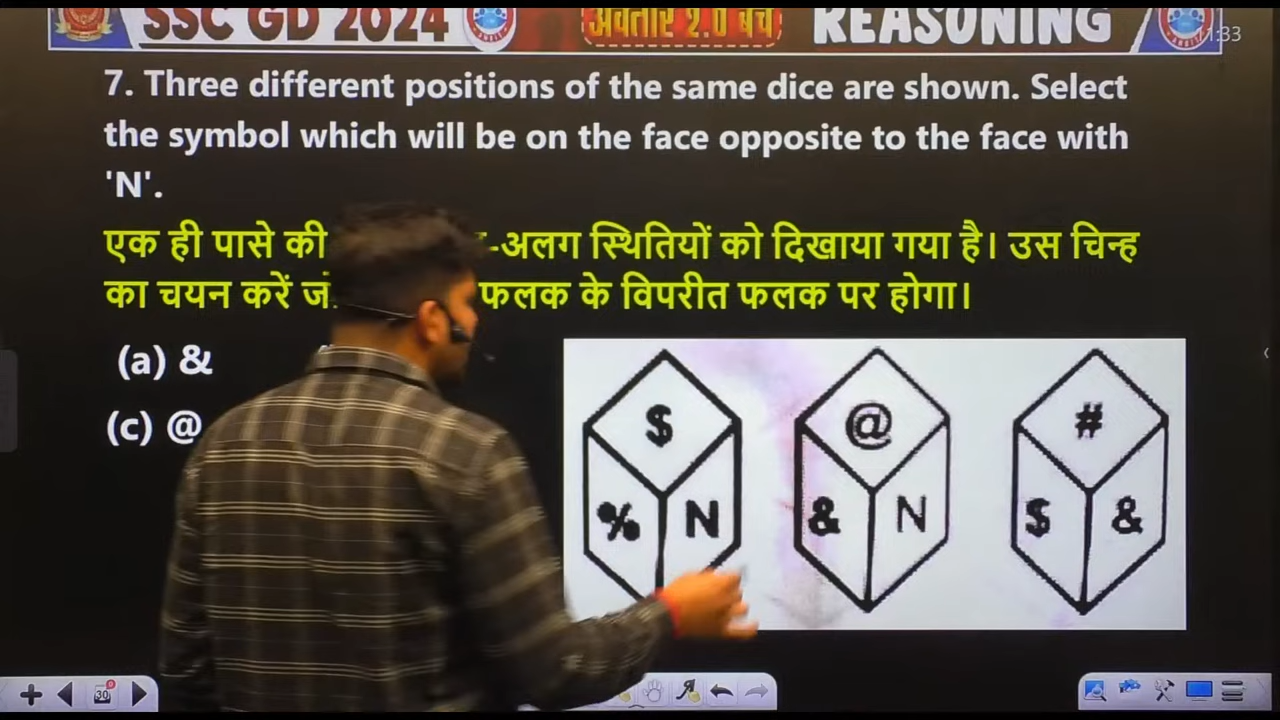 SSC GD 2024
अवतार 2.0 बैच
REASONING
:33
7. Three different positions of the same dice are shown. Select
the symbol which will be on the face opposite to the face with
'N'.
एक ही पासे की -अलग स्थितियों को दिखाया गया है। उस चिन्ह
का चयन करें फलक के विपरीत फलक पर होगा।
(a) &
(c) @
$ @ #
% N & N $ &
30